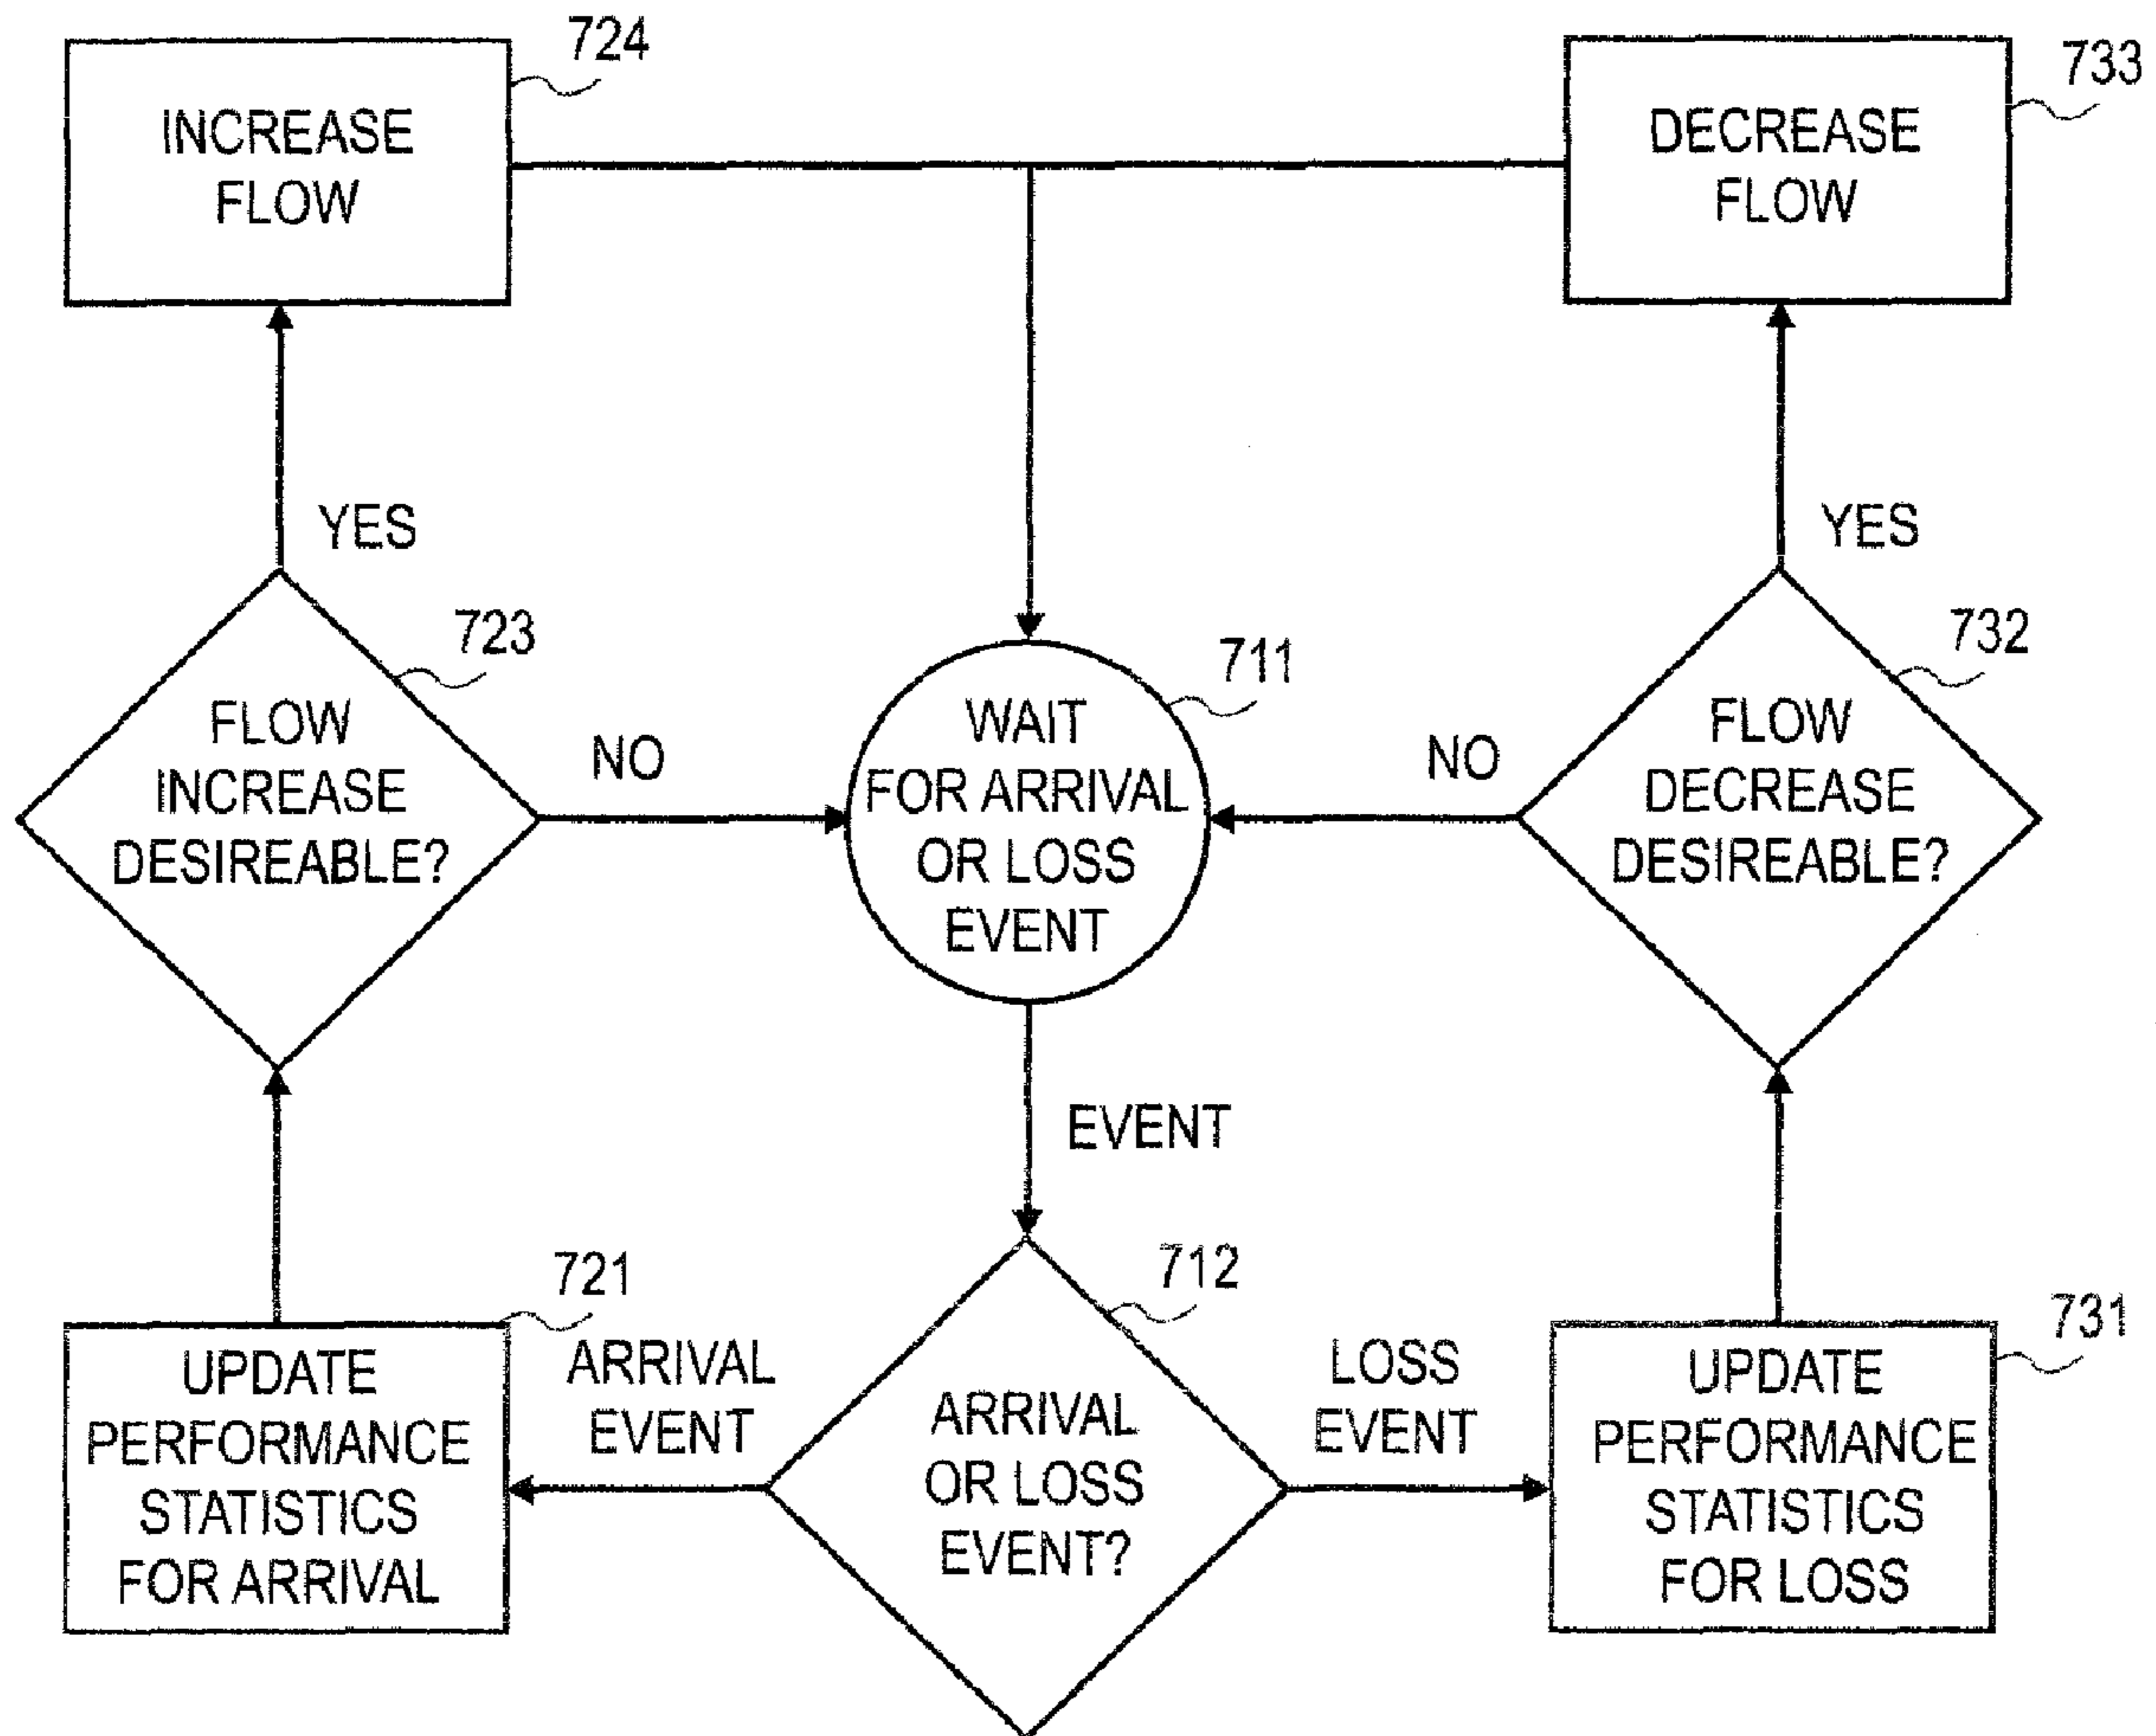 724
INCREASE
FLOW
733
DECREASE
FLOW
YES
YES
723
FLOW
INCREASE
DESIREABLE?
NO
711
WAIT
FOR ARRIVAL
OR LOSS
EVENT
NO
732
FLOW
DECREASE
DESIREABLE?
EVENT
721
UPDATE
PERFORMANCE
STATISTICS
FOR ARRIVAL
ARRIVAL
EVENT
712
ARRIVAL
OR LOSS
EVENT?
LOSS
EVENT
731
UPDATE
PERFORMANCE
STATISTICS
FOR LOSS